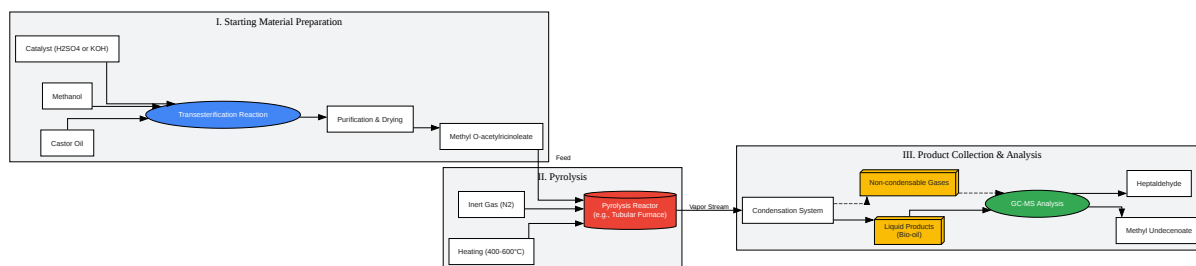 I. Starting Material Preparation
Catalyst (H2SO4 or KOH)
Methanol
Castor Oil
Transesterification Reaction
Purification & Drying
Methyl O-acetylricinoleate
Feed
II. Pyrolysis
Inert Gas (N2)
Heating (400-600°C)
Pyrolysis Reactor
(e.g., Tubular Furnace)
Vapor Stream
III. Product Collection & Analysis
Condensation System
Non-condensable Gases
Liquid Products
(Bio-oil)
GC-MS Analysis
Heptaldehyde
Methyl Undecenoate